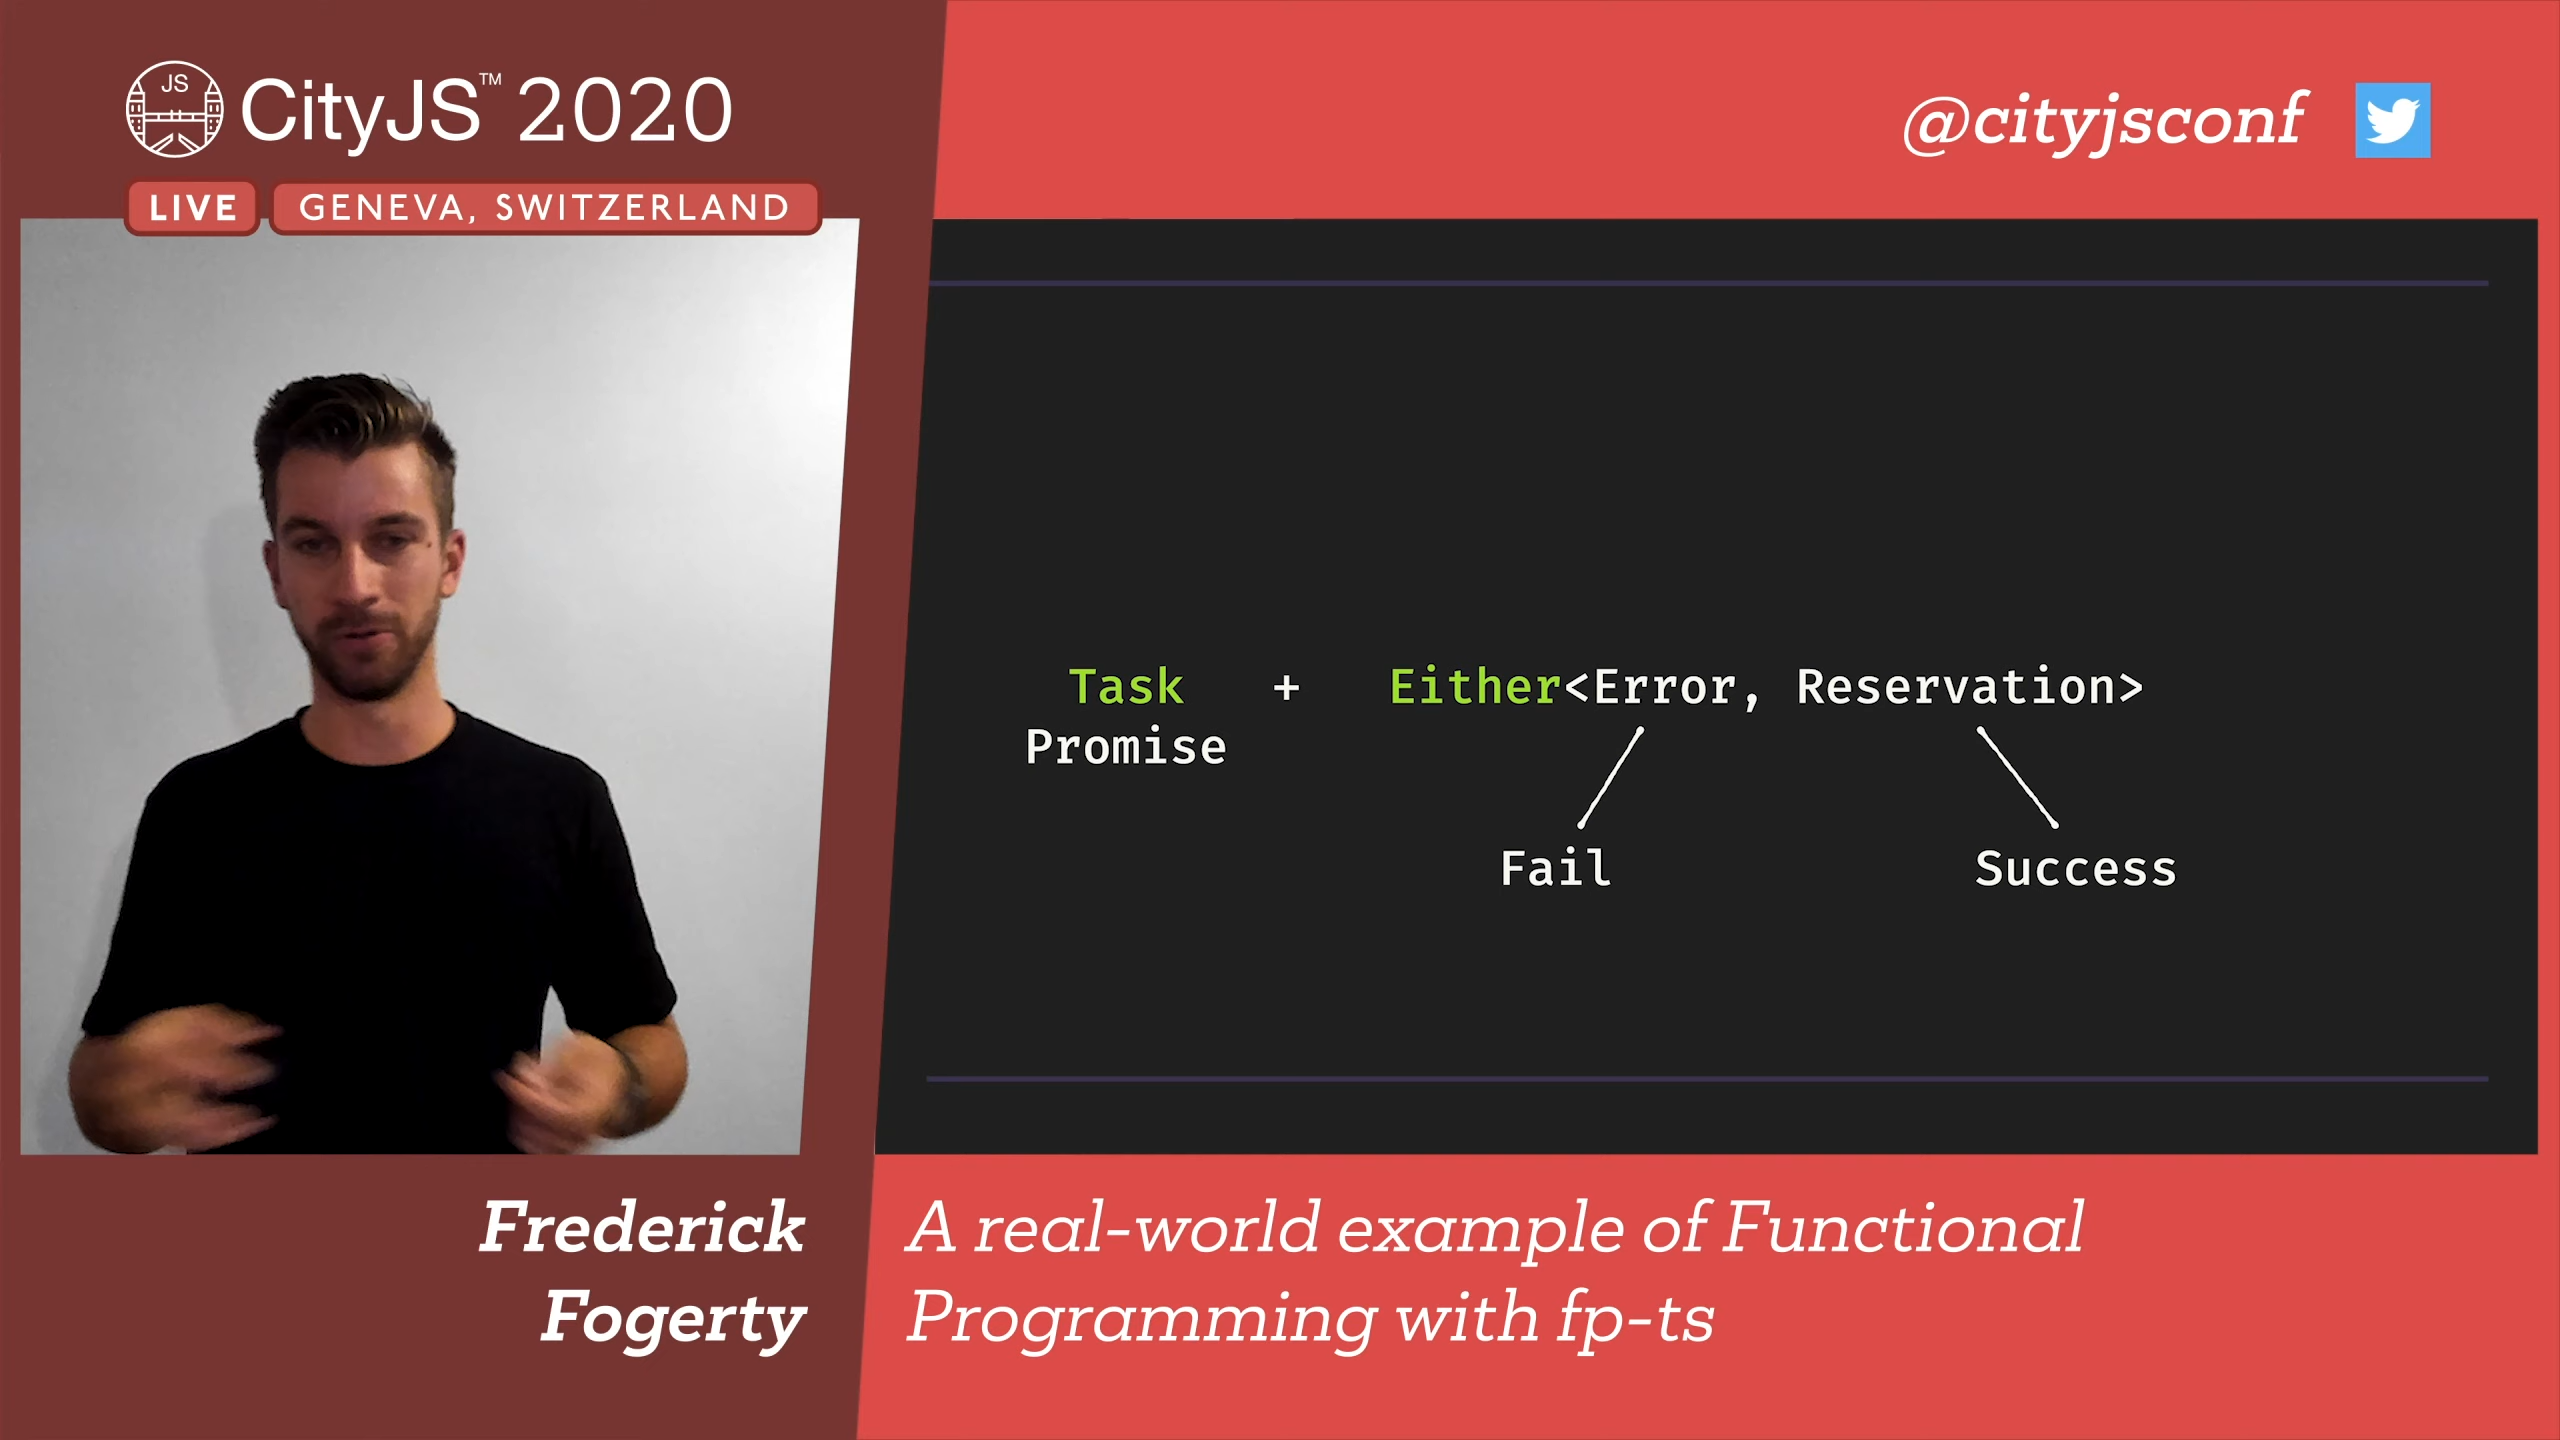 JS
CityJS™ 2020
LIVE GENEVA, SWITZERLAND
@cityjsconf
Task + Either<Error, Reservation>
Promise
Fail Success
Frederick
Fogerty
A real-world example of Functional
Programming with fp-ts